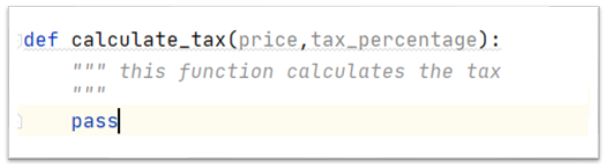 def calculate_tax(price,tax_percentage):
    """ this function calculates the tax
    """
    pass